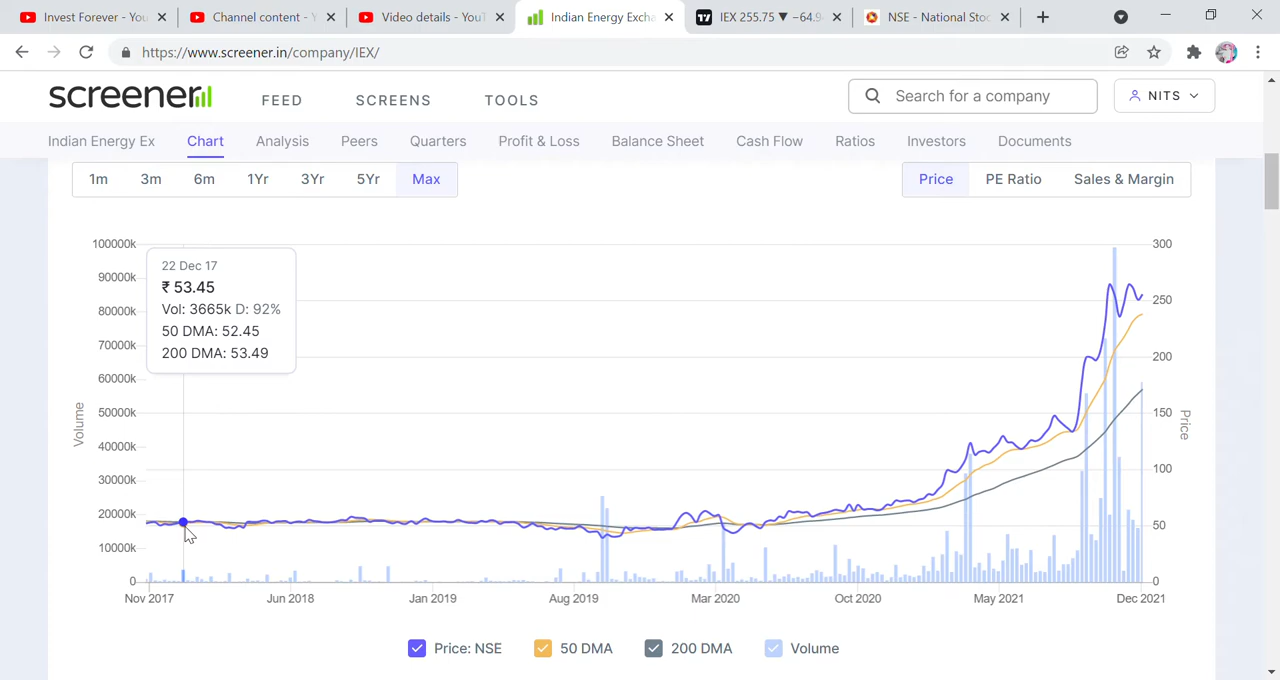 Invest Forever - Y
Channel content - Y
Video details - YouT
Indian Energy Excha
IEX 255.75 ▼ −64.9
NSE - National Stoc
https://www.screener.in/company/IEX/
screener
FEED
SCREENS
TOOLS
Search for a company
NITS
Indian Energy Ex
Chart
Analysis
Peers
Quarters
Profit & Loss
Balance Sheet
Cash Flow
Ratios
Investors
Documents
1m
3m
6m
1Yr
3Yr
5Yr
Max
Price
PE Ratio
Sales & Margin
100000k
90000k
80000k
70000k
60000k
50000k
40000k
30000k
20000k
10000k
0
Volume
22 Dec 17
₹ 53.45
Vol: 3665k D: 92%
50 DMA: 52.45
200 DMA: 53.49
300
250
200
150
100
50
0
Price
Nov 2017
Jun 2018
Jan 2019
Aug 2019
Mar 2020
Oct 2020
May 2021
Dec 2021
Price: NSE
50 DMA
200 DMA
Volume